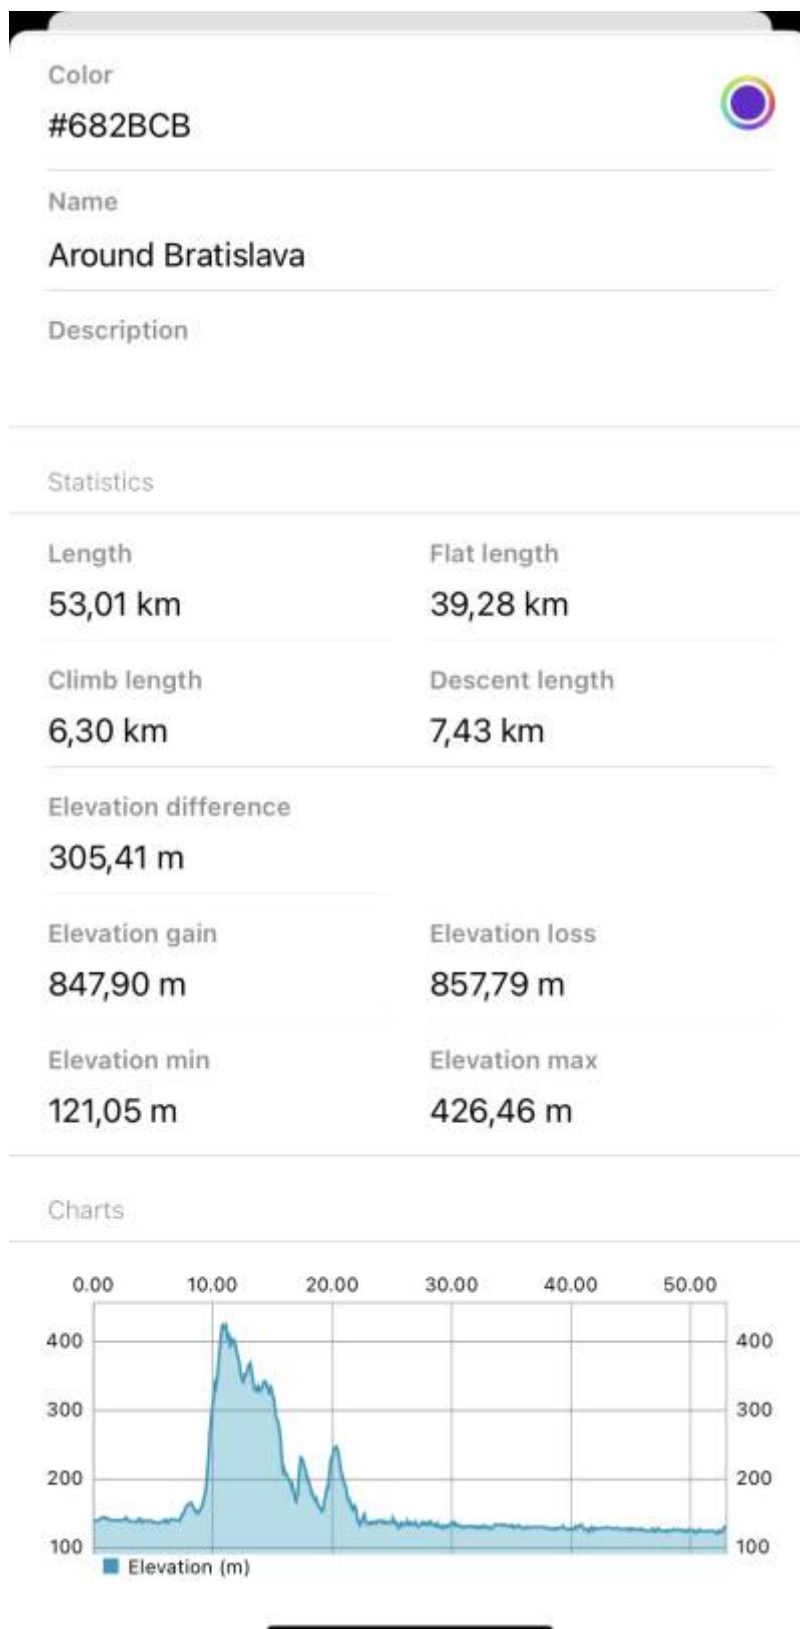 Color
#682BCB
Name
Around Bratislava
Description
Statistics
Length Flat length
53,01 km 39,28 km
Climb length Descent length
6,30 km 7,43 km
Elevation difference
305,41 m
Elevation gain Elevation loss
847,90 m 857,79 m
Elevation min Elevation max
121,05 m 426,46 m
Charts
0.00 10.00 20.00 30.00 40.00 50.00
400 400
300 300
200 200
100 100
Elevation (m)